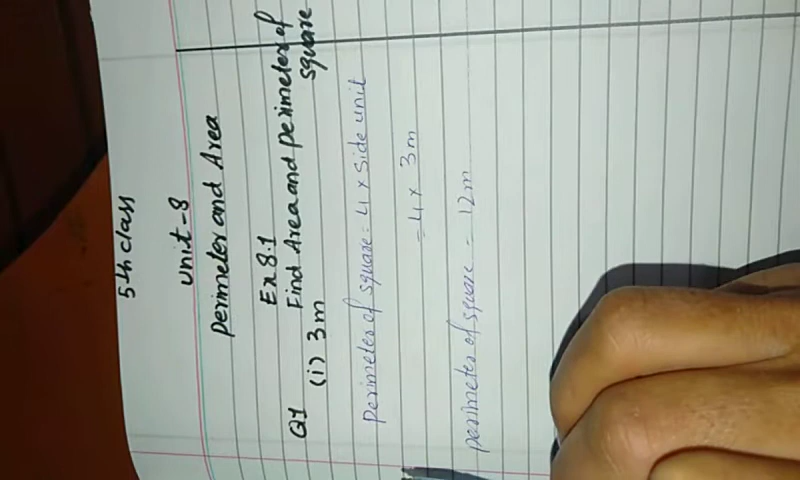 5th class
Unit-8
Perimeter and Area
Ex 8.1
Q1 Find Area and Perimeter of
square
(i) 3m
Perimeter of square = 4 x Side unit
= 4 x 3m
perimeter of square = 12m